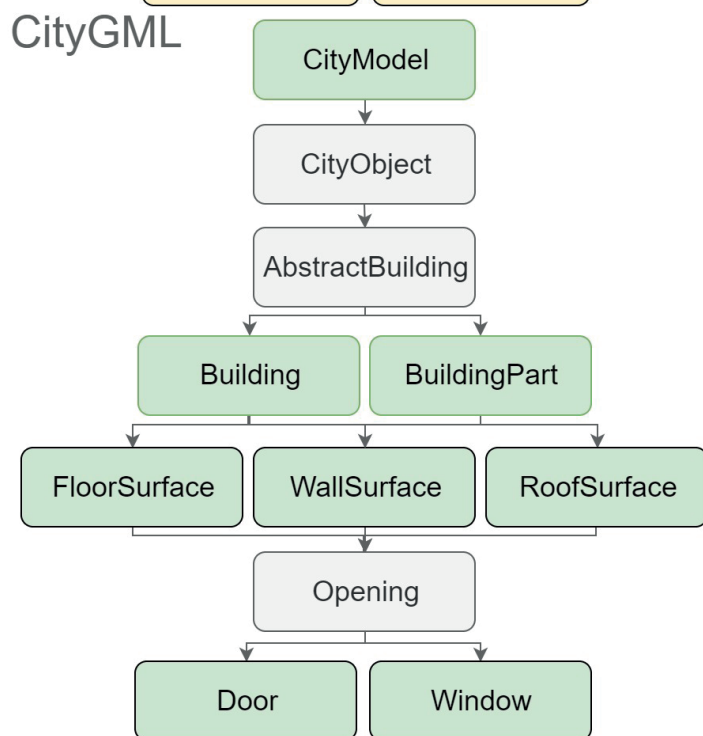 CityGML
CityModel
CityObject
AbstractBuilding
Building
BuildingPart
FloorSurface
WallSurface
RoofSurface
Opening
Door
Window